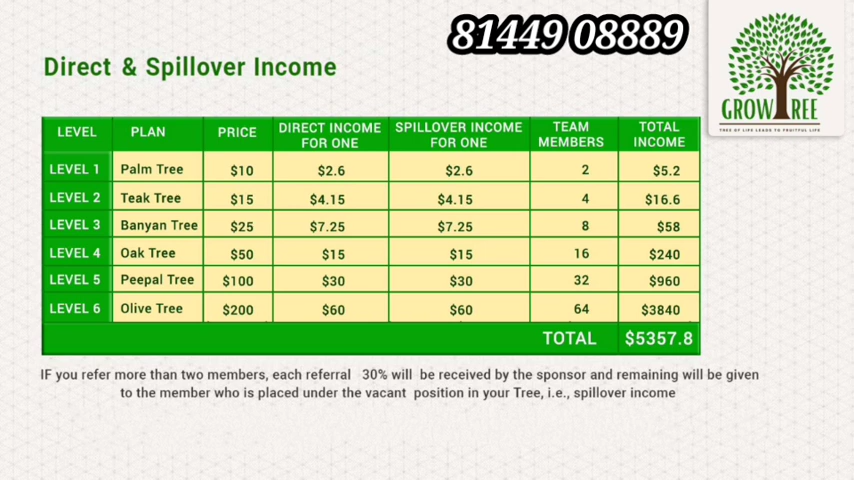 81449 08889
GROWTREE
TREE OF LIFE LEADS TO FRUITFUL LIFE
Direct & Spillover Income
LEVEL PLAN PRICE DIRECT INCOME FOR ONE SPILLOVER INCOME FOR ONE TEAM MEMBERS TOTAL INCOME
LEVEL 1 Palm Tree $10 $2.6 $2.6 2 $5.2
LEVEL 2 Teak Tree $15 $4.15 $4.15 4 $16.6
LEVEL 3 Banyan Tree $25 $7.25 $7.25 8 $58
LEVEL 4 Oak Tree $50 $15 $15 16 $240
LEVEL 5 Peepal Tree $100 $30 $30 32 $960
LEVEL 6 Olive Tree $200 $60 $60 64 $3840
TOTAL $5357.8
IF you refer more than two members, each referral 30% will be received by the sponsor and remaining will be given
to the member who is placed under the vacant position in your Tree, i.e., spillover income